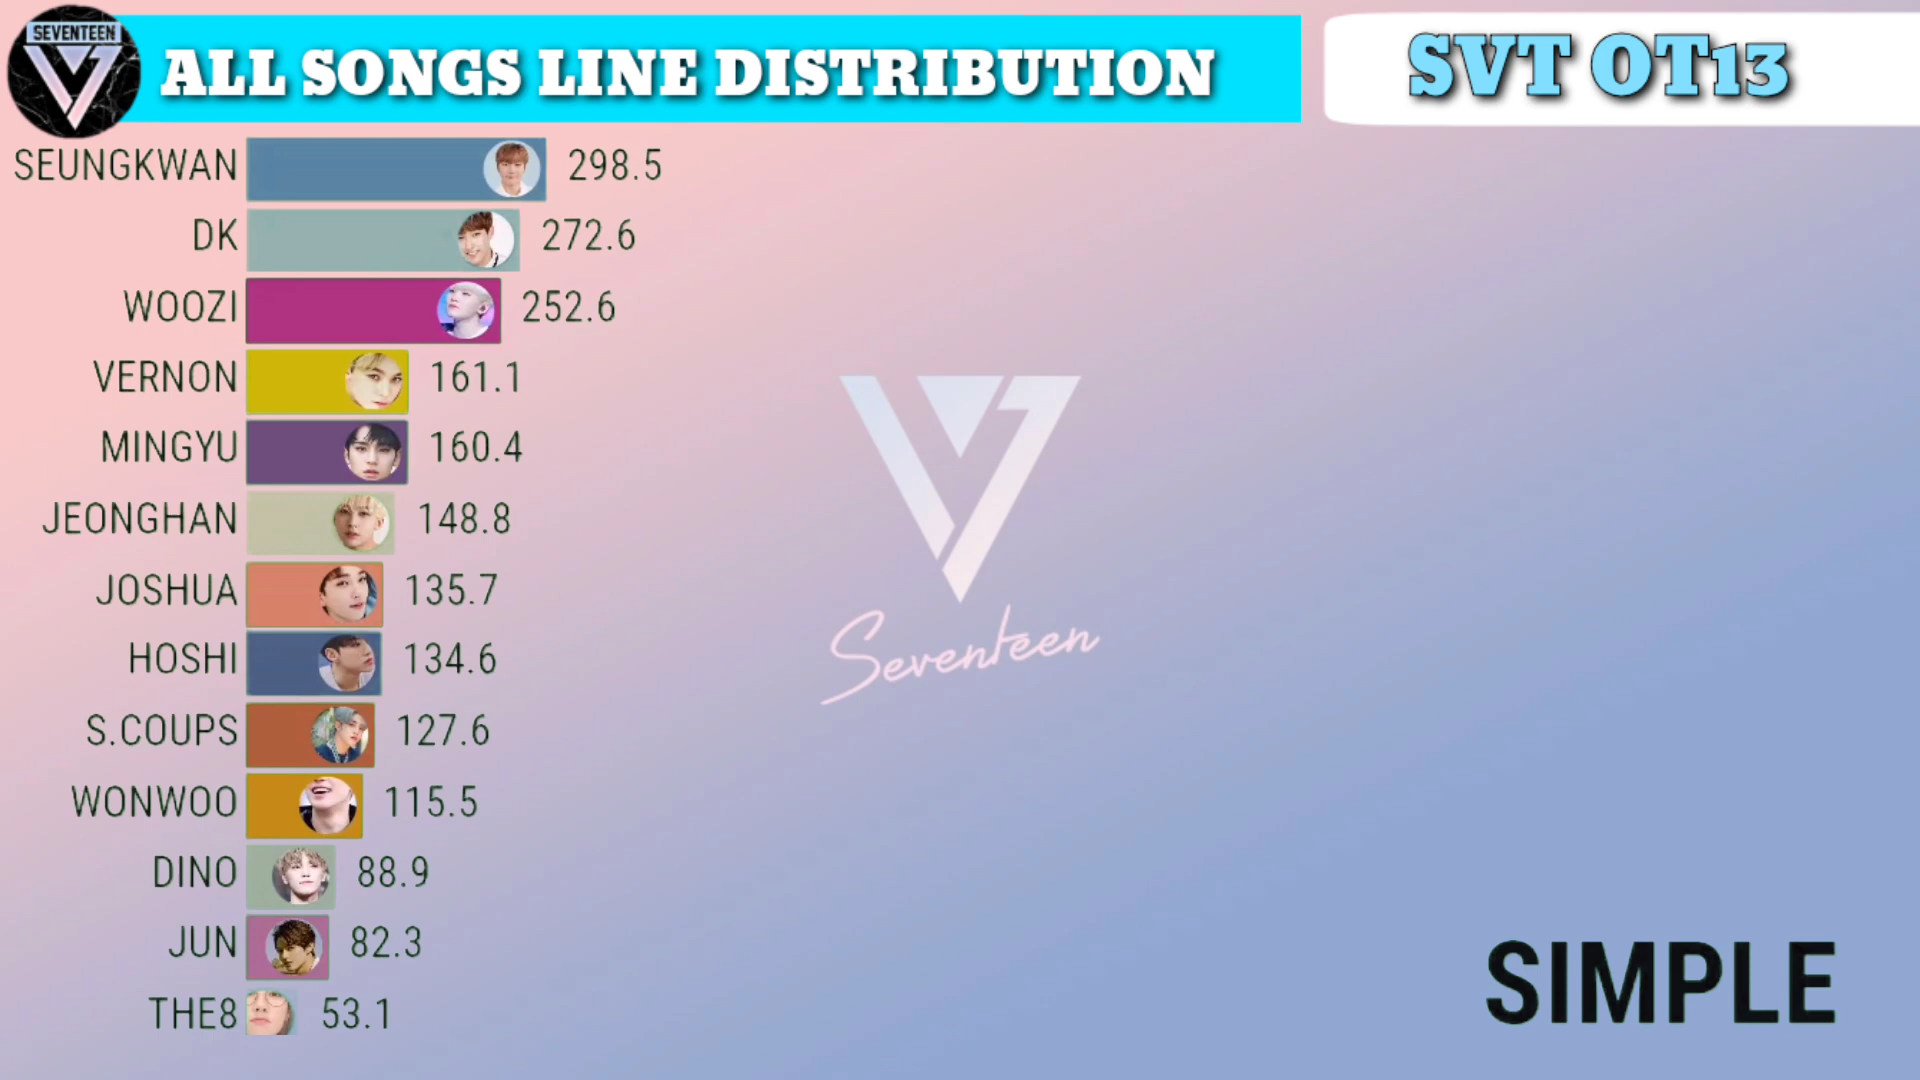 SEVENTEEN
ALL SONGS LINE DISTRIBUTION
SVT OT13
SEUNGKWAN 298.5
DK 272.6
WOOZI 252.6
VERNON 161.1
MINGYU 160.4
JEONGHAN 148.8
JOSHUA 135.7
HOSHI 134.6
S.COUPS 127.6
WONWOO 115.5
DINO 88.9
JUN 82.3
THE8 53.1
Seventeen
SIMPLE